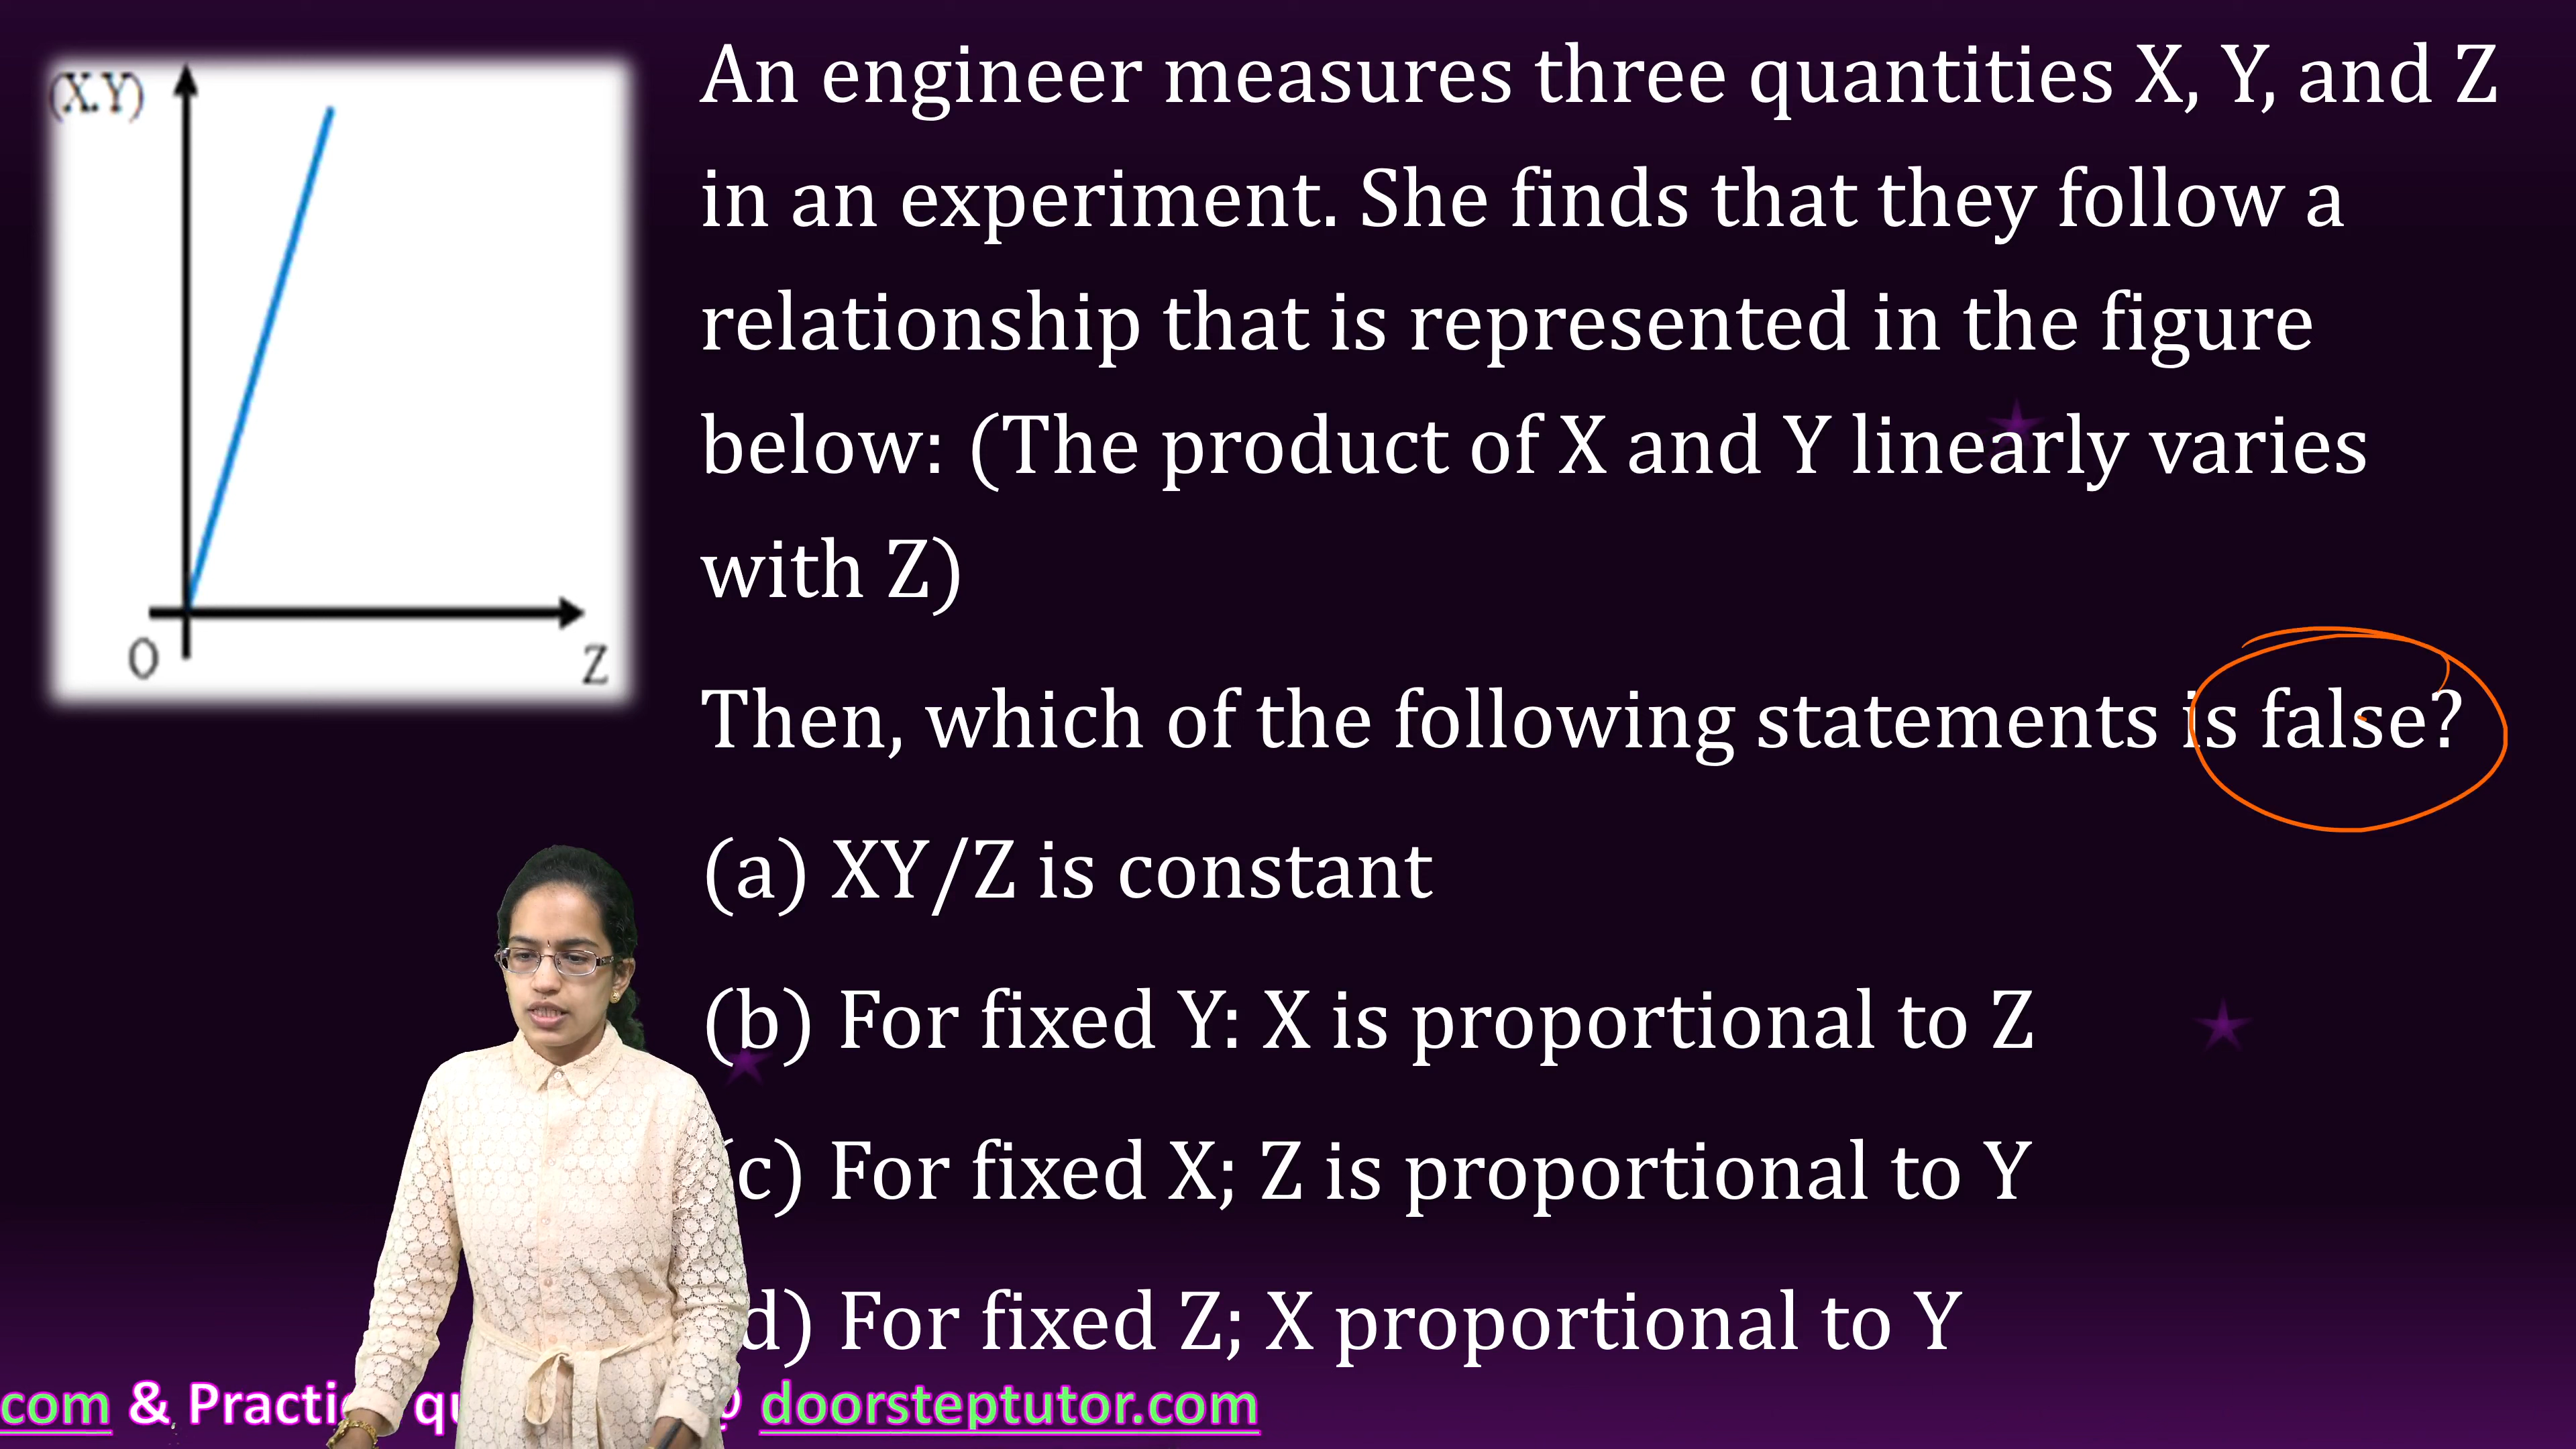 (X.Y)
O
Z
An engineer measures three quantities X, Y, and Z
in an experiment. She finds that they follow a
relationship that is represented in the figure
below: (The product of X and Y linearly varies
with Z)
Then, which of the following statements is false?
(a) XY/Z is constant
(b) For fixed Y: X is proportional to Z
c) For fixed X; Z is proportional to Y
d) For fixed Z; X proportional to Y
com & @ doorsteptutor.com